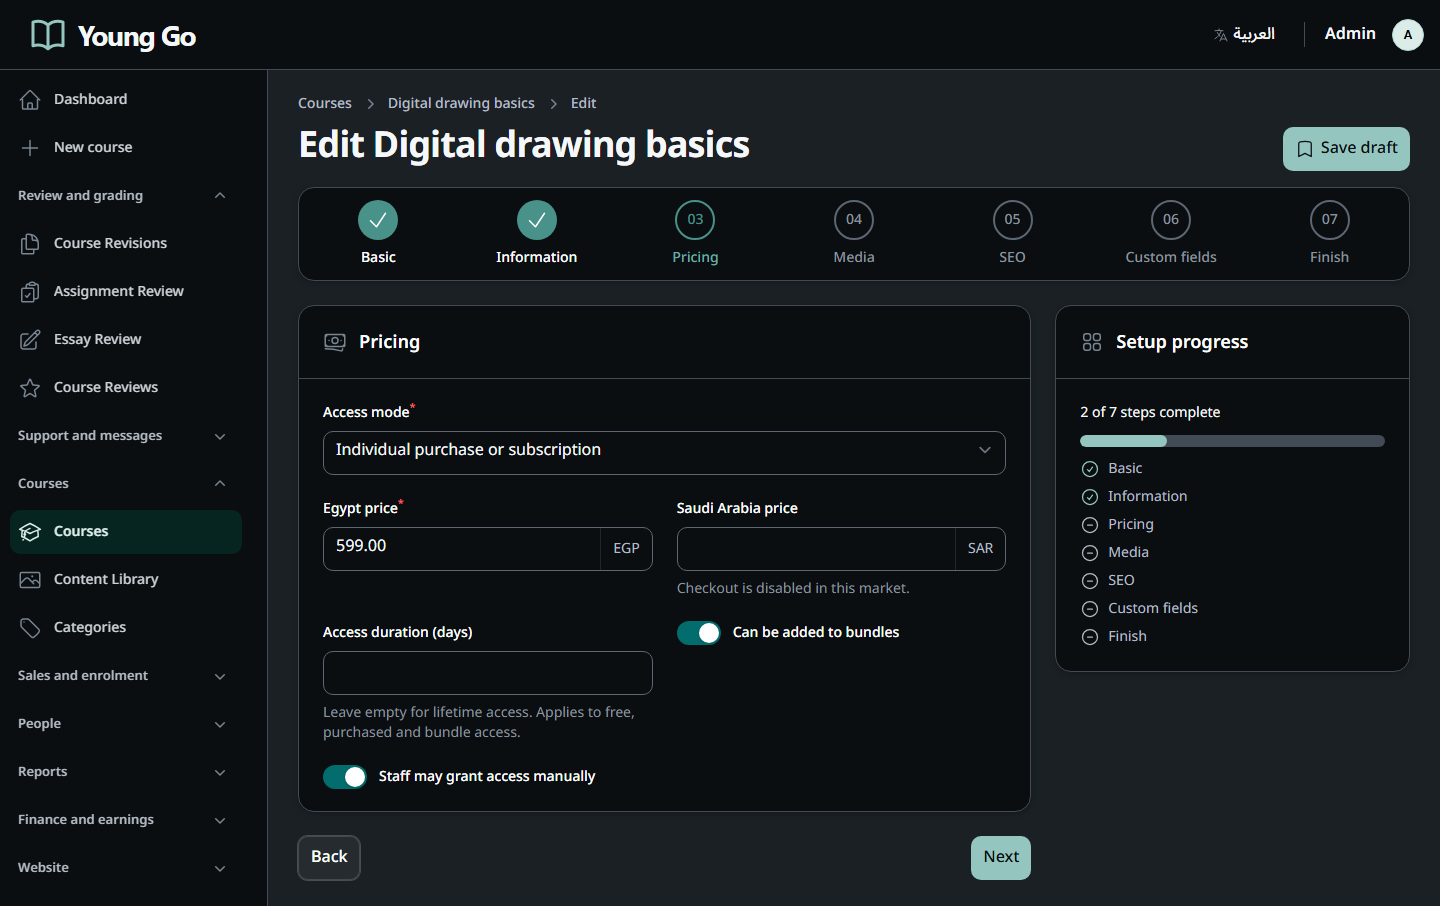 Young Go
العربية
Admin
A
Dashboard
New course
Review and grading
Course Revisions
Assignment Review
Essay Review
Course Reviews
Support and messages
Courses
Courses
Content Library
Categories
Sales and enrolment
People
Reports
Finance and earnings
Website
Courses
Digital drawing basics
Edit
Edit Digital drawing basics
Save draft
Basic
Information
03
Pricing
04
Media
05
SEO
06
Custom fields
07
Finish
Pricing
Access mode*
Individual purchase or subscription
Egypt price*
599.00
EGP
Saudi Arabia price
SAR
Checkout is disabled in this market.
Access duration (days)
Leave empty for lifetime access. Applies to free,
purchased and bundle access.
Can be added to bundles
Staff may grant access manually
Back
Next
Setup progress
2 of 7 steps complete
Basic
Information
Pricing
Media
SEO
Custom fields
Finish